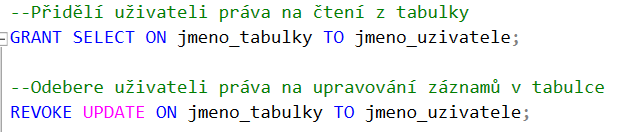 --Přidělí uživateli práva na čtení z tabulky
GRANT SELECT ON jmeno_tabulky TO jmeno_uzivatele;
--Odebere uživateli práva na upravování záznamů v tabulce
REVOKE UPDATE ON jmeno_tabulky TO jmeno_uzivatele;